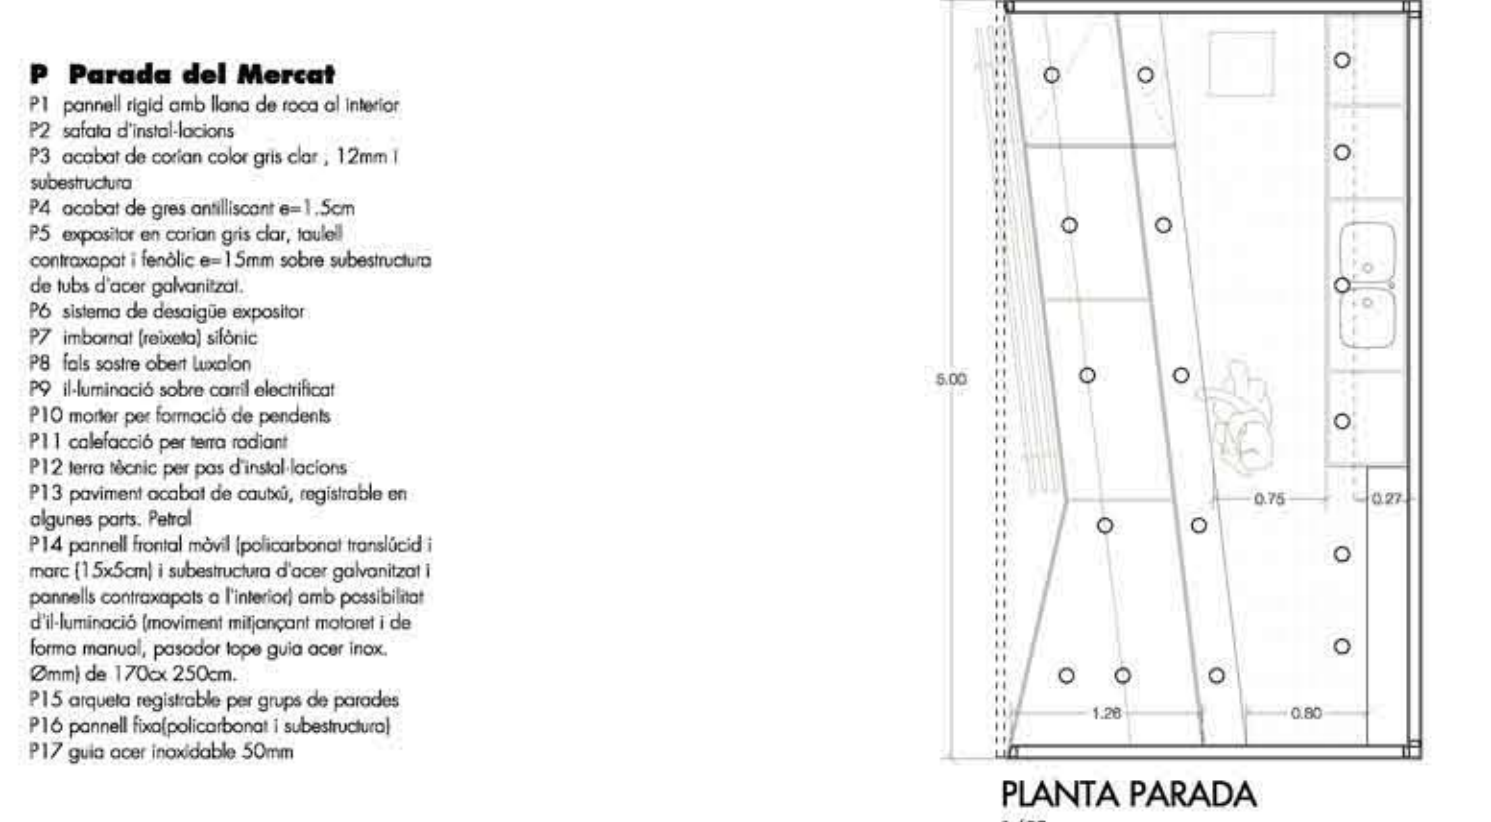 P Parada del Mercat
P1 pannell rigid amb llana de roca al interior
P2 safata d'instal·lacions
P3 acabat de corian color gris clar , 12mm i
subestructura
P4 acabat de gres antilliscant e=1.5cm
P5 expositor en corian gris clar, taulell
contraxapat i fenòlic e=15mm sobre subestructura
de tubs d'acer galvanitzat.
P6 sistema de desaigüe expositor
P7 imbornat (reixeta) sifònic
P8 fals sostre obert Luxalon
P9 il·luminació sobre carril electrificat
P10 morter per formació de pendents
P11 calefacció per terra radiant
P12 terra tècnic per pas d'instal·lacions
P13 paviment acabat de cautxú, registrable en
algunes parts. Petral
P14 pannell frontal mòvil (policarbonat translúcid i
marc (15x5cm) i subestructura d'acer galvanitzat i
pannells contraxapats a l'interior) amb possibilitat
d'il·luminació (moviment mitjançant motoret i de
forma manual, pasador tope guia acer inox.
Ømm) de 170cx 250cm.
P15 arqueta registrable per grups de parades
P16 pannell fixa(policarbonat i subestructura)
P17 guia acer inoxidable 50mm
5.00
0.75
0.27
1.26
0.80
PLANTA PARADA